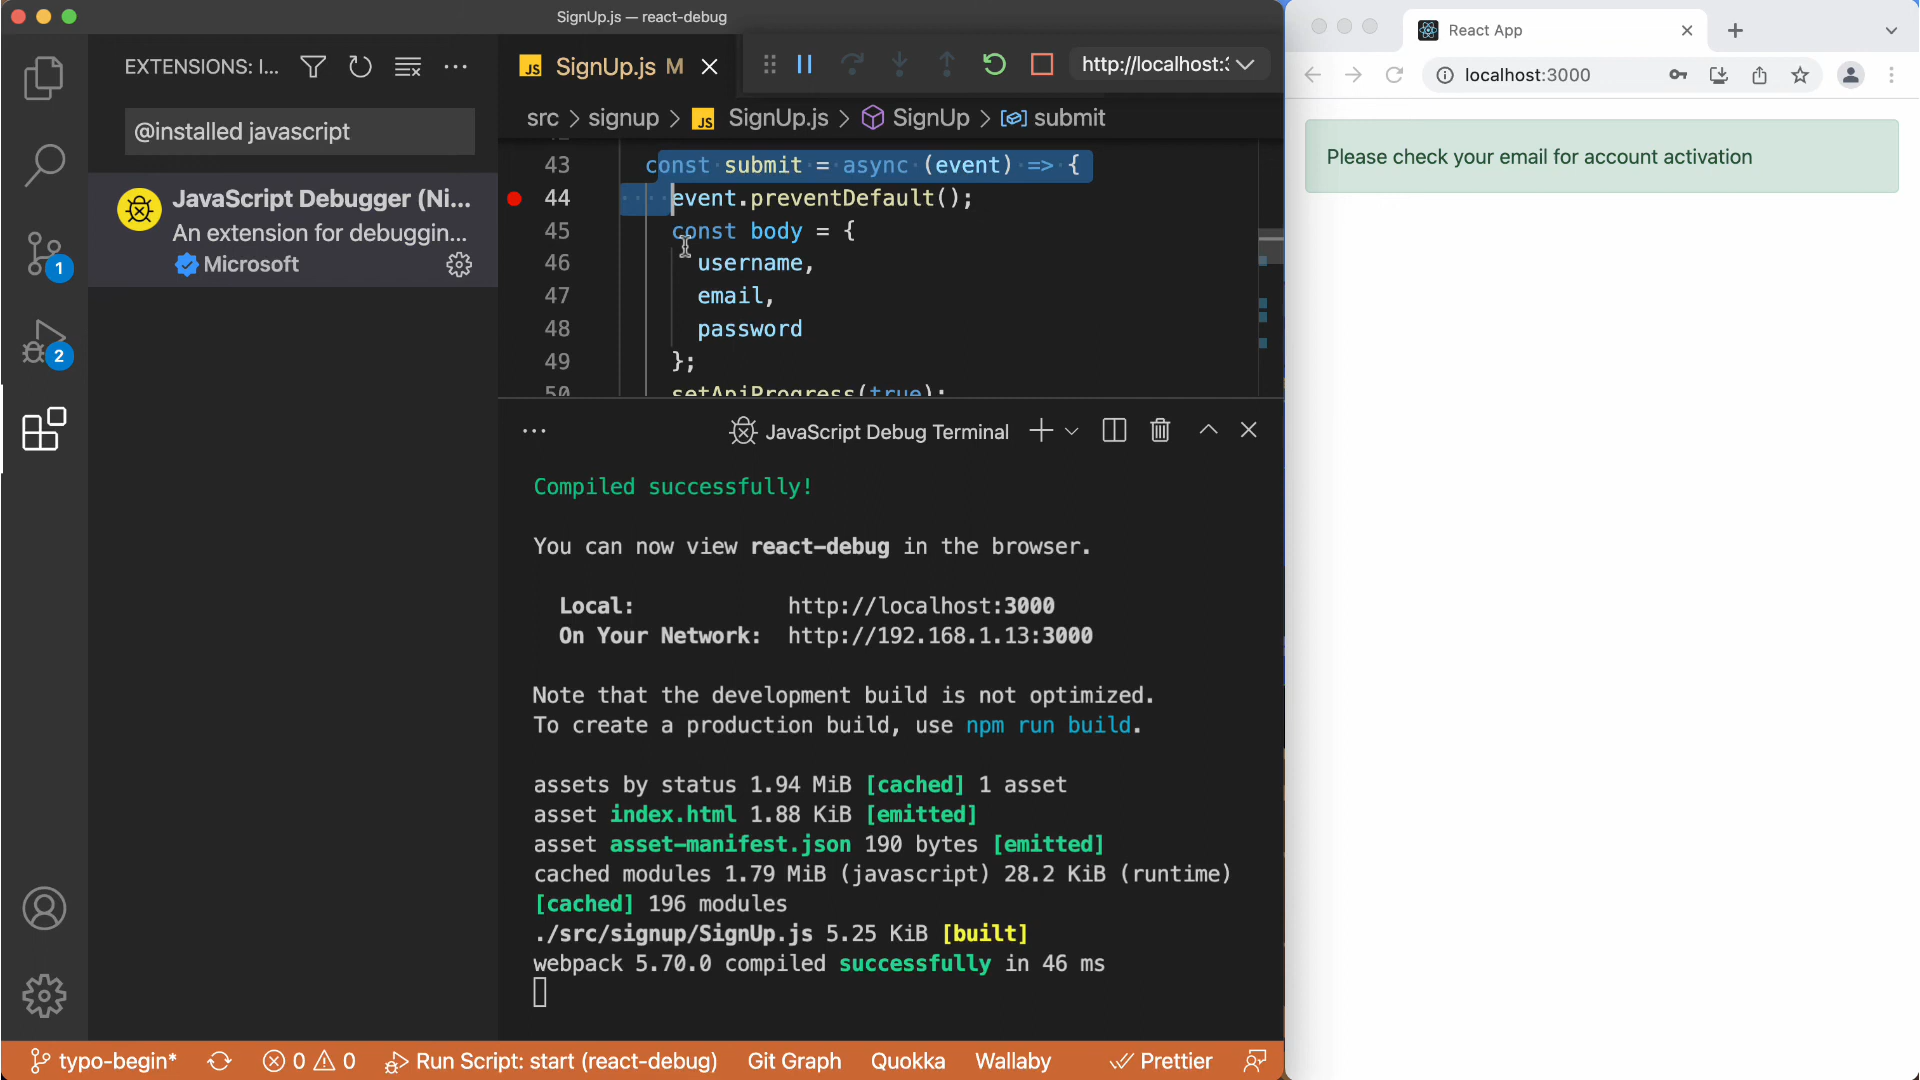 SignUp.js — react-debug
EXTENSIONS: I...
@installed javascript
JavaScript Debugger (Ni...
An extension for debuggin...
Microsoft
1
2
JS SignUp.js M
http://localhost:
src > signup > JS SignUp.js > SignUp > submit
43 const submit = async (event) => {
44 event.preventDefault();
45 const body = {
46 username,
47 email,
48 password
49 };
50 setApiProgress(true);
JavaScript Debug Terminal
Compiled successfully!
You can now view react-debug in the browser.
Local: http://localhost:3000
On Your Network: http://192.168.1.13:3000
Note that the development build is not optimized.
To create a production build, use npm run build.
assets by status 1.94 MiB [cached] 1 asset
asset index.html 1.88 KiB [emitted]
asset asset-manifest.json 190 bytes [emitted]
cached modules 1.79 MiB (javascript) 28.2 KiB (runtime)
[cached] 196 modules
./src/signup/SignUp.js 5.25 KiB [built]
webpack 5.70.0 compiled successfully in 46 ms
typo-begin* 0 0 Run Script: start (react-debug) Git Graph Quokka Wallaby Prettier
React App
localhost:3000
Please check your email for account activation